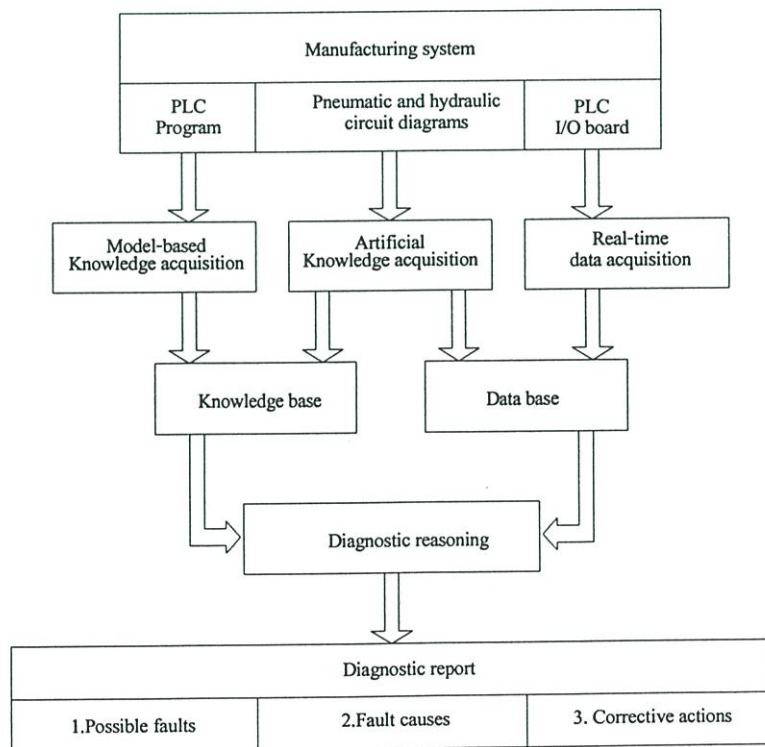 Manufacturing system
PLC
Program
Pneumatic and hydraulic
circuit diagrams
PLC
I/O board
Model-based
Knowledge acquisition
Artificial
Knowledge acquisition
Real-time
data acquisition
Knowledge base
Data base
Diagnostic reasoning
Diagnostic report
1.Possible faults
2.Fault causes
3. Corrective actions